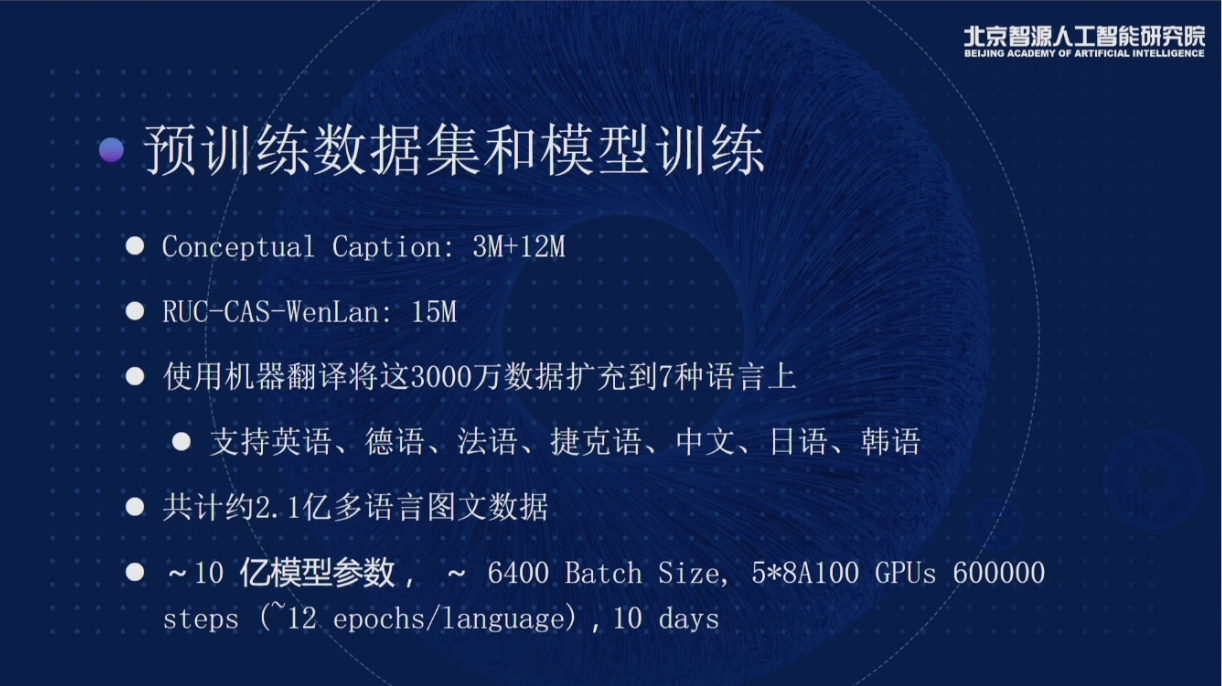 北京智源人工智能研究院
BEIJING ACADEMY OF ARTIFICIAL INTELLIGENCE
预训练数据集和模型训练
Conceptual Caption: 3M+12M
RUC-CAS-WenLan: 15M
使用机器翻译将这3000万数据扩充到7种语言上
支持英语、德语、法语、捷克语、中文、日语、韩语
共计约2.1亿多语言图文数据
~10 亿模型参数， ~ 6400 Batch Size, 5*8A100 GPUs 600000
steps (~12 epochs/language) , 10 days